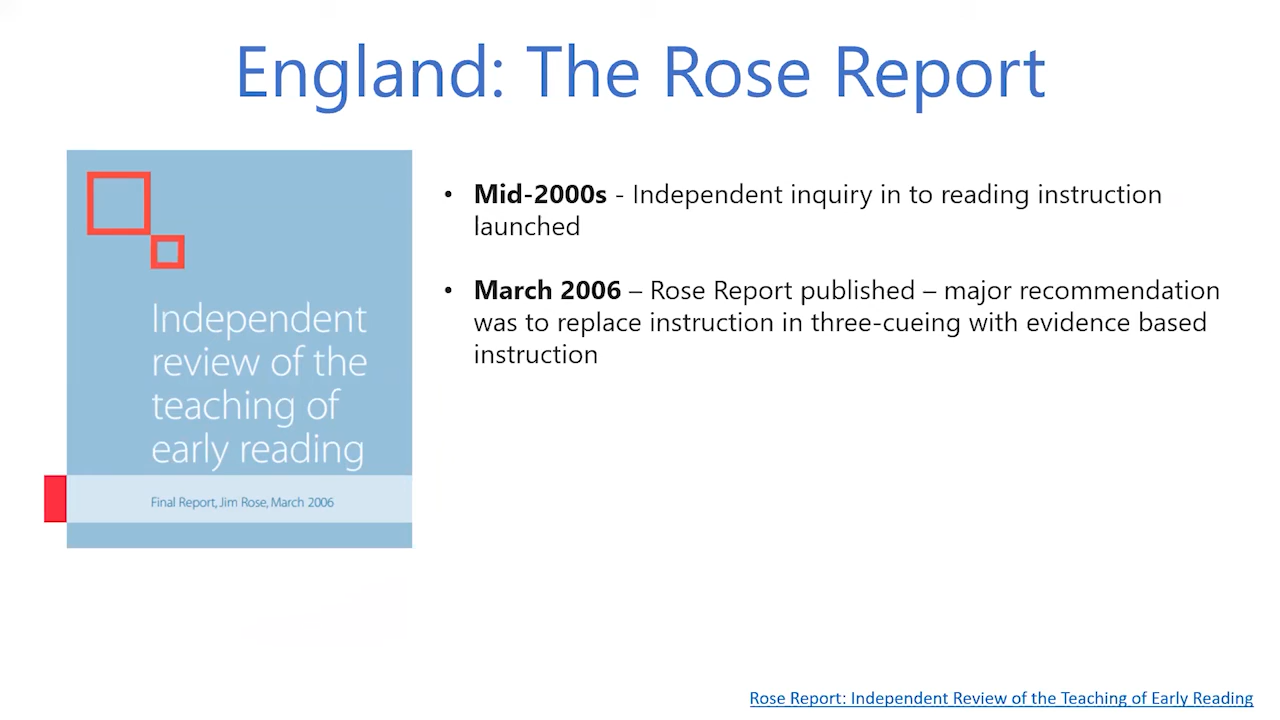 England: The Rose Report
Independent
review of the
teaching of
early reading
Final Report, Jim Rose, March 2006
• Mid-2000s - Independent inquiry in to reading instruction
launched
• March 2006 – Rose Report published – major recommendation
was to replace instruction in three-cueing with evidence based
instruction
Rose Report: Independent Review of the Teaching of Early Reading